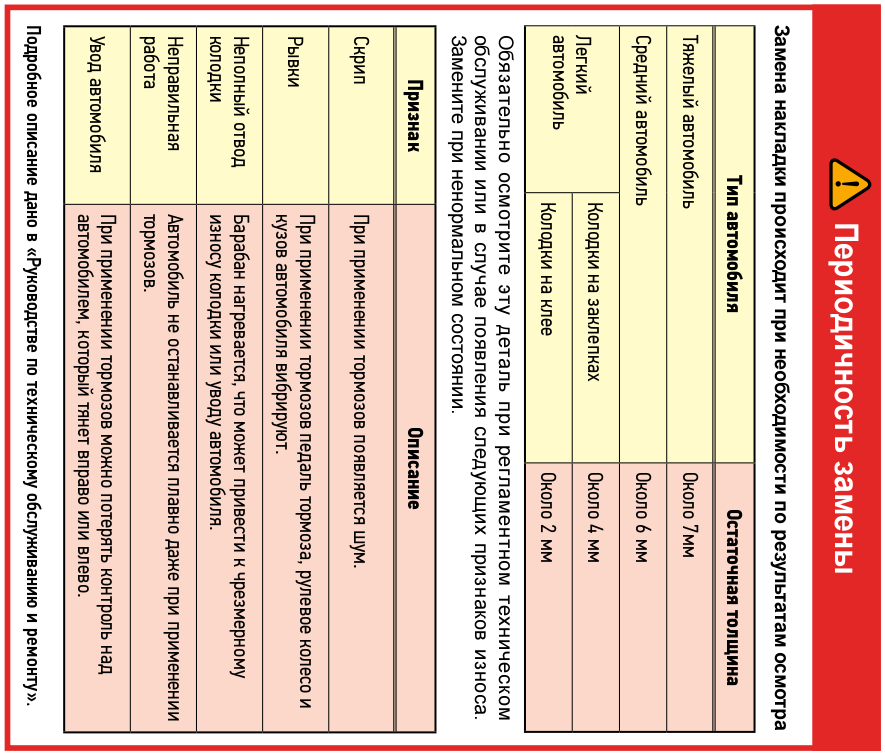 Периодичность замены
Замена накладки происходит при необходимости по результатам осмотра
Тип автомобиля
Остаточная толщина
Тяжелый автомобиль
Около 7мм
Средний автомобиль
Около 6 мм
Легкий
автомобиль
Колодки на заклепках
Около 4 мм
Колодки на клее
Около 2 мм
Обязательно осмотрите эту деталь при регламентном техническом
обслуживании или в случае появления следующих признаков износа.
Замените при ненормальном состоянии.
Признак
Описание
Скрип
При применении тормозов появляется шум.
Рывки
При применении тормозов педаль тормоза, рулевое колесо и
кузов автомобиля вибрируют.
Неполный отвод
колодки
Барабан нагревается, что может привести к чрезмерному
износу колодки или уводу автомобиля.
Неправильная
работа
Автомобиль не останавливается плавно даже при применении
тормозов.
Увод автомобиля
При применении тормозов можно потерять контроль над
автомобилем, который тянет вправо или влево.
Подробное описание дано в «Руководстве по техническому обслуживанию и ремонту».